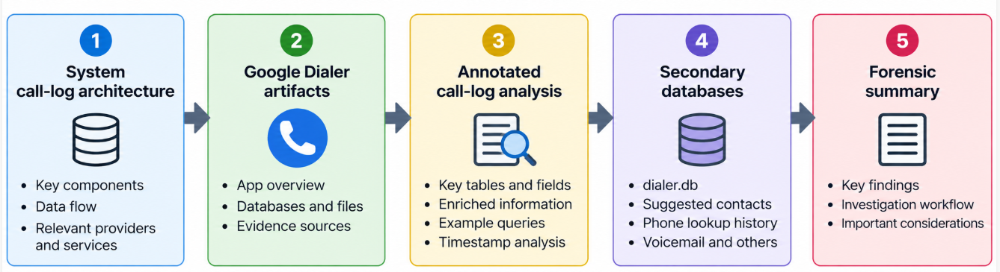 1
System
call-log architecture
• Key components
• Data flow
• Relevant providers
and services
2
Google Dialer
artifacts
• App overview
• Databases and files
• Evidence sources
3
Annotated
call-log analysis
• Key tables and fields
• Enriched information
• Example queries
• Timestamp analysis
4
Secondary
databases
• dialer.db
• Suggested contacts
• Phone lookup history
• Voicemail and others
5
Forensic
summary
• Key findings
• Investigation workflow
• Important considerations